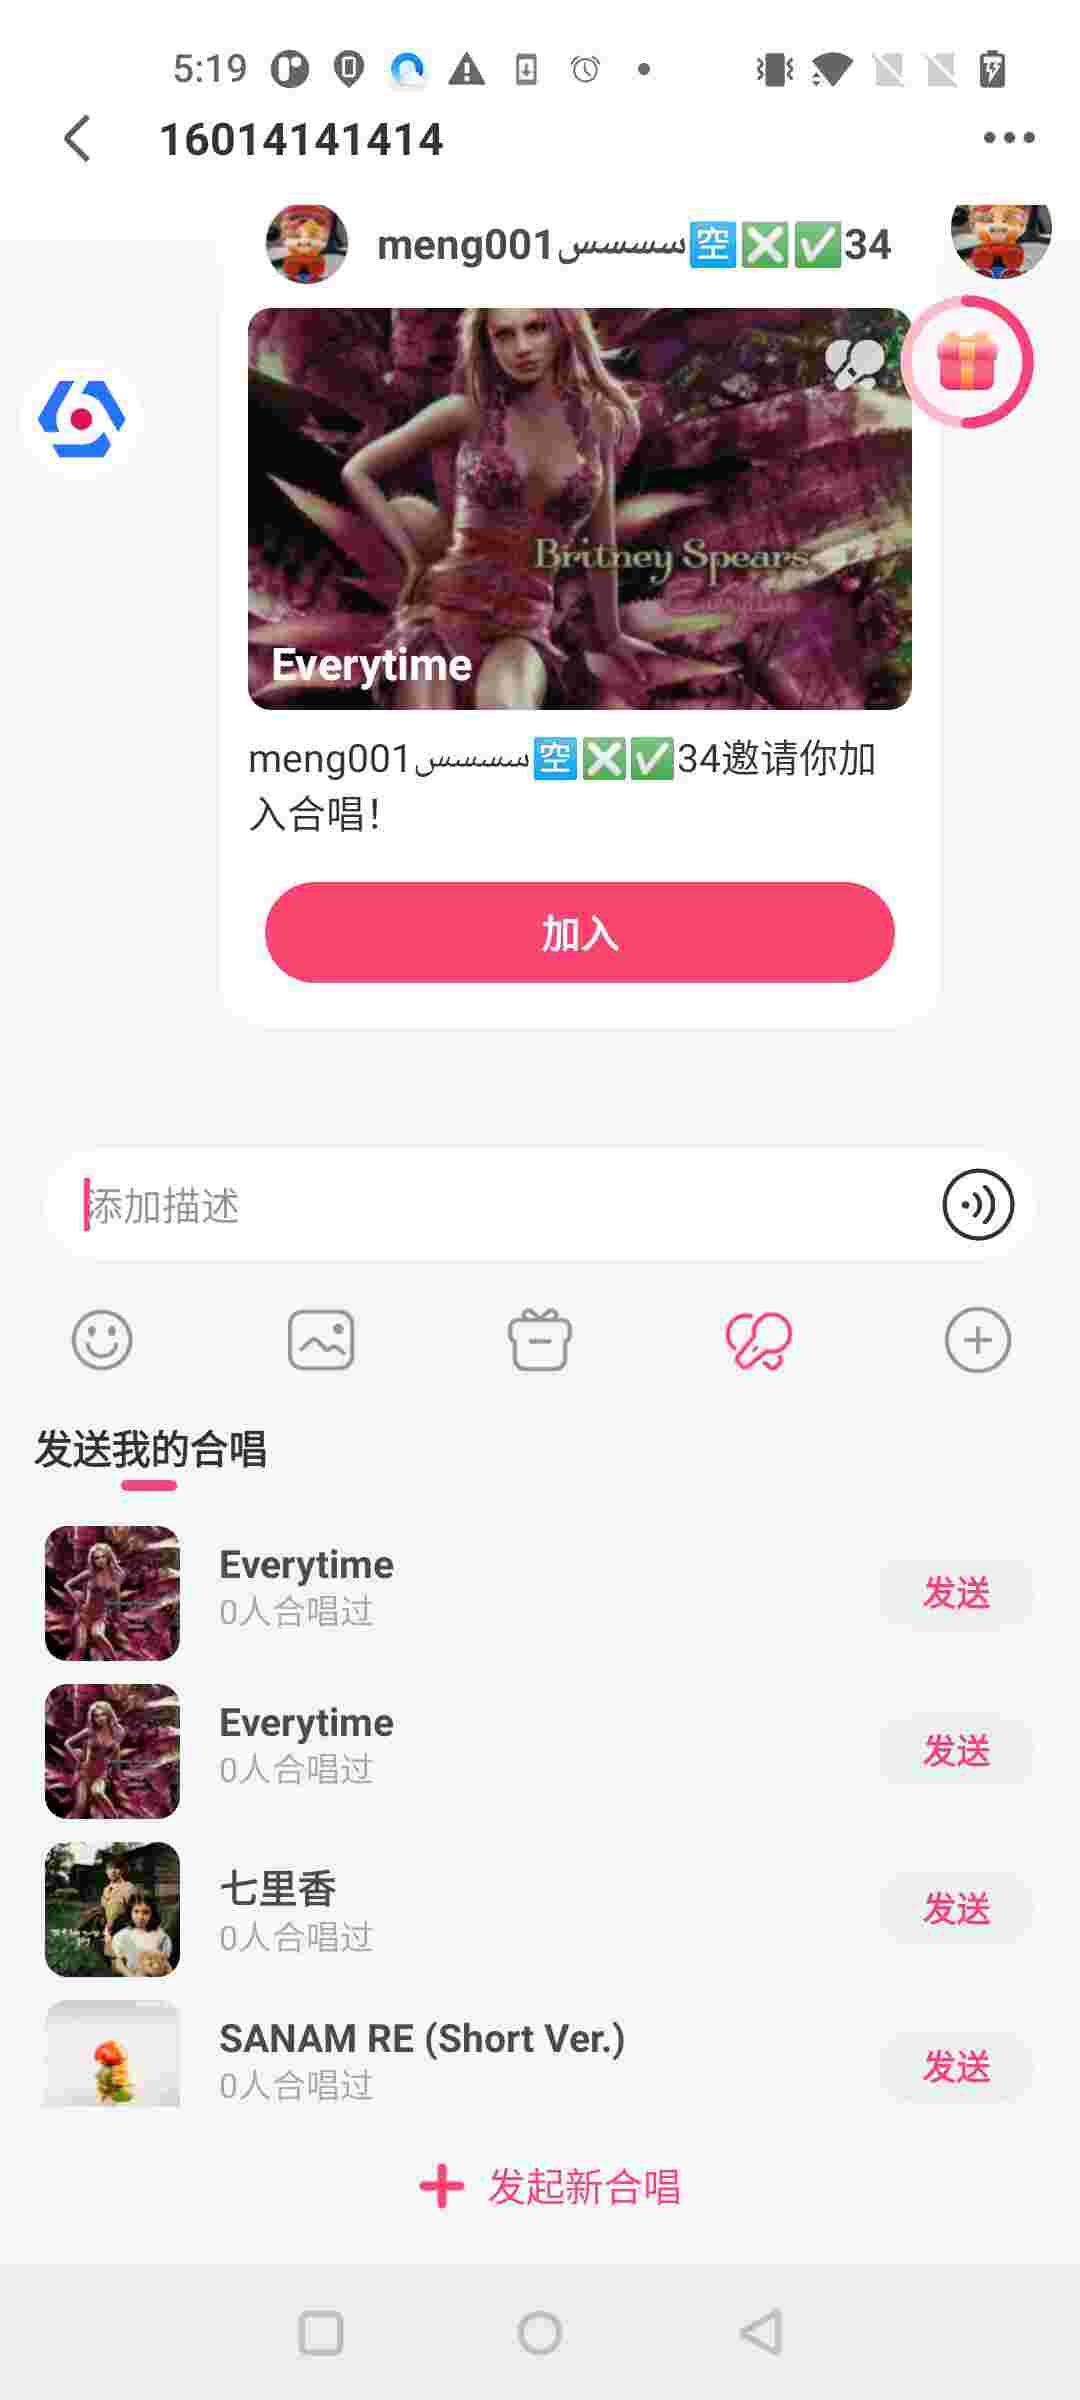 5:19
16014141414
meng001سسسس🈳❎✅34
Britney Spears
Everytime
Everytime
meng001سسسس🈳❎✅34邀请你加
入合唱!
加入
添加描述
发送我的合唱
Everytime
0人合唱过
发送
Everytime
0人合唱过
发送
七里香
0人合唱过
发送
SANAM RE (Short Ver.)
0人合唱过
发送
发起新合唱